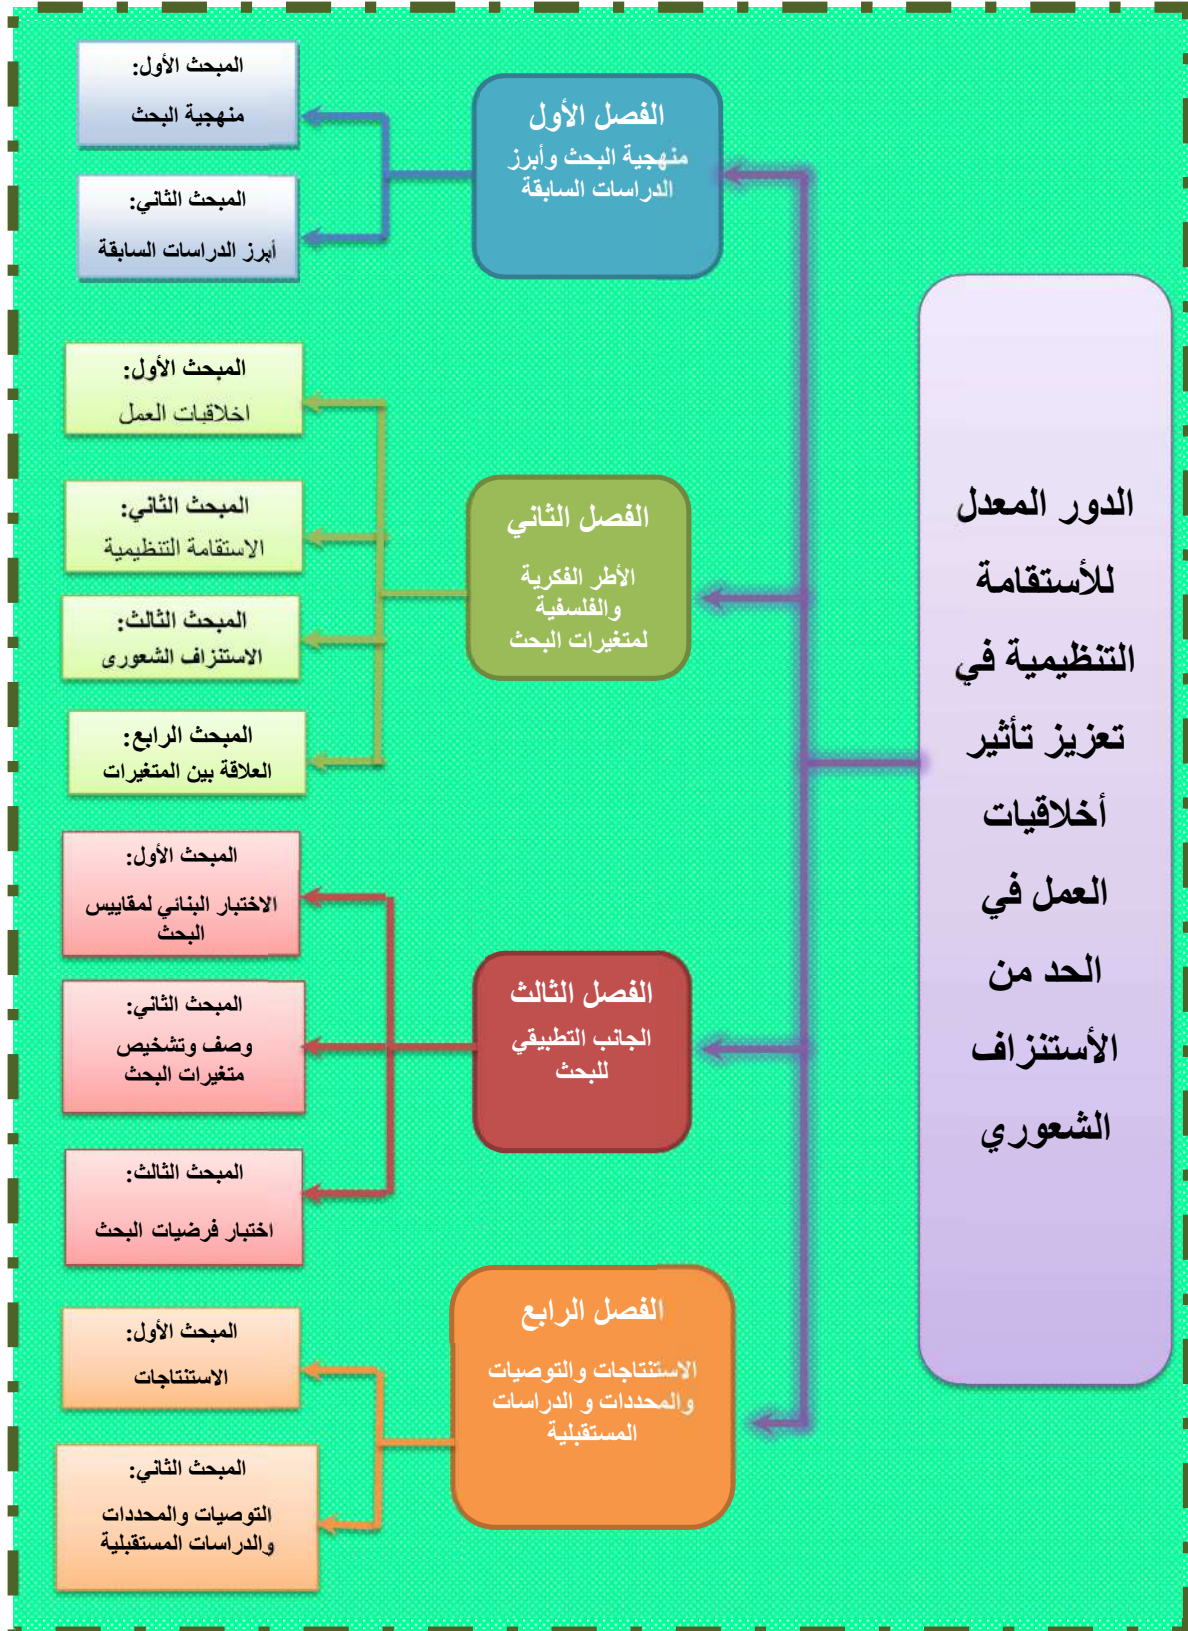 الدور المعدل
للأستقامة
التنظيمية في
تعزيز تأثير
أخلاقيات
العمل في
الحد من
الأستنزاف
الشعوري
الفصل الأول
منهجية البحث وأبرز
الدراسات السابقة
المبحث الأول:
منهجية البحث
المبحث الثاني:
أبرز الدراسات السابقة
الفصل الثاني
الأطر الفكرية
والفلسفية
لمتغيرات البحث
المبحث الأول:
اخلاقيات العمل
المبحث الثاني:
الاستقامة التنظيمية
المبحث الثالث:
الاستنزاف الشعوري
المبحث الرابع:
العلاقة بين المتغيرات
الفصل الثالث
الجانب التطبيقي
للبحث
المبحث الأول:
الاختبار البنائي لمقاييس
البحث
المبحث الثاني:
وصف وتشخيص
متغيرات البحث
المبحث الثالث:
اختبار فرضيات البحث
الفصل الرابع
الاستنتاجات والتوصيات
والمحددات و الدراسات
المستقبلية
المبحث الأول:
الاستنتاجات
المبحث الثاني:
التوصيات والمحددات
والدراسات المستقبلية